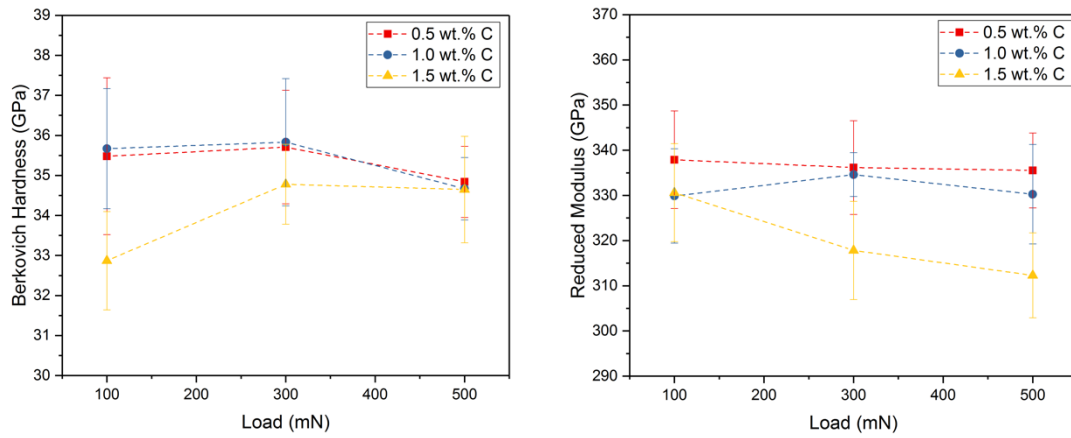 39
38
37
36
35
34
33
32
31
30
Berkovich Hardness (GPa)
100
200
300
400
500
Load (mN)
0.5 wt.% C
1.0 wt.% C
1.5 wt.% C
370
360
350
340
330
320
310
300
290
Reduced Modulus (GPa)
100
200
300
400
500
Load (mN)
0.5 wt.% C
1.0 wt.% C
1.5 wt.% C